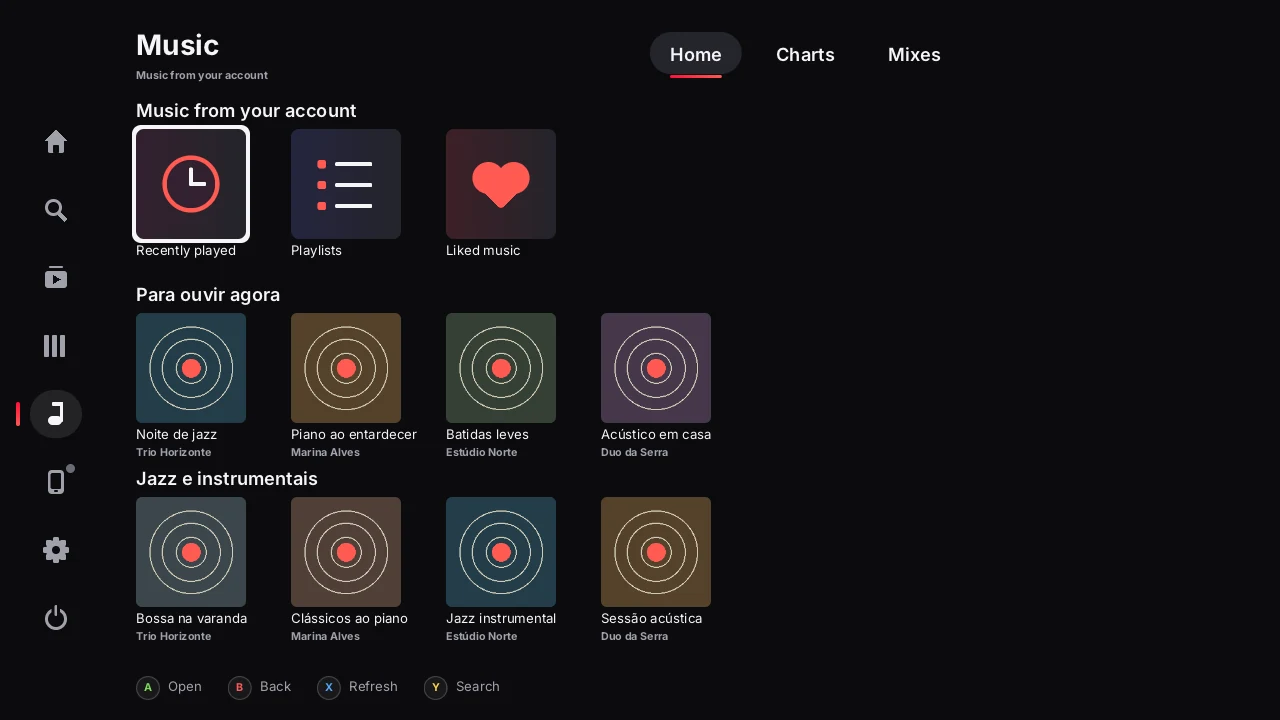 Music
Music from your account
Home Charts Mixes
Music from your account
Recently played Playlists Liked music
Para ouvir agora
Noite de jazz Piano ao entardecer Batidas leves Acústico em casa
Trio Horizonte Marina Alves Estúdio Norte Duo da Serra
Jazz e instrumentais
Bossa na varanda Clássicos ao piano Jazz instrumental Sessão acústica
Trio Horizonte Marina Alves Estúdio Norte Duo da Serra
A Open B Back X Refresh Y Search